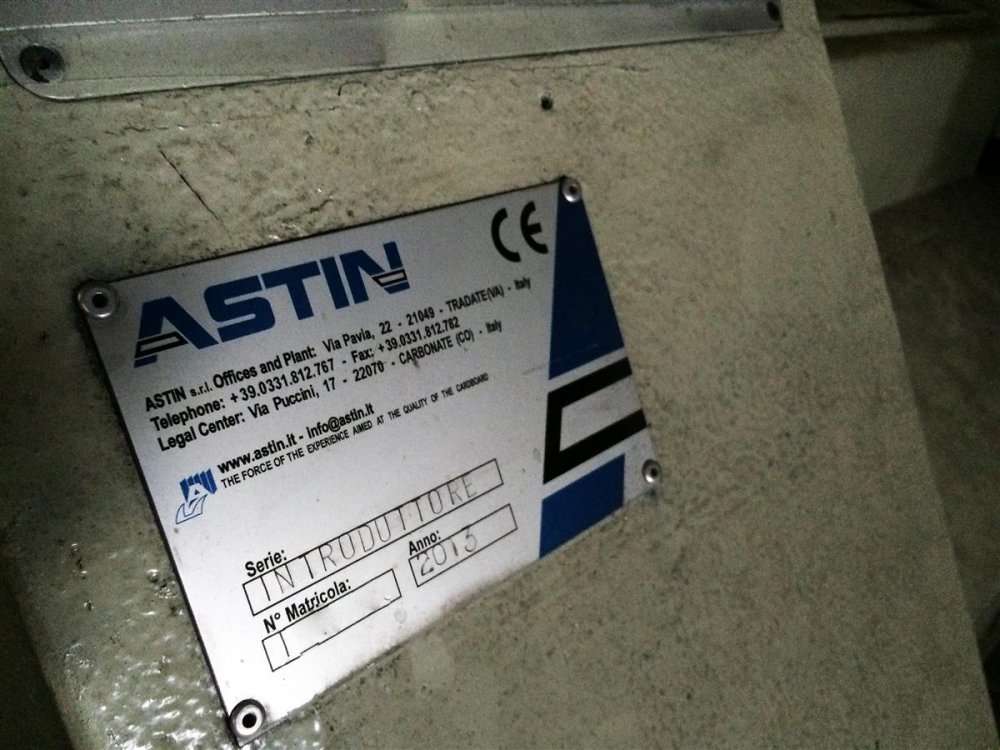 CE
ASTIN
ASTIN s.r.l. Offices and Plant: Via Pavia, 22 - 21049 - TRADATE(VA) - Italy
Telephone: +39.0331.812.767 - Fax: +39.0331.812.782
Legal Center: Via Puccini, 17 - 22070 - CARBONATE (CO) - Italy
www.astin.it - info@astin.it
THE FORCE OF THE EXPERIENCE AIMED AT THE QUALITY OF THE CARDBOARD
Serie:
INTRODUTTORE
N° Matricola:
1
Anno:
2013